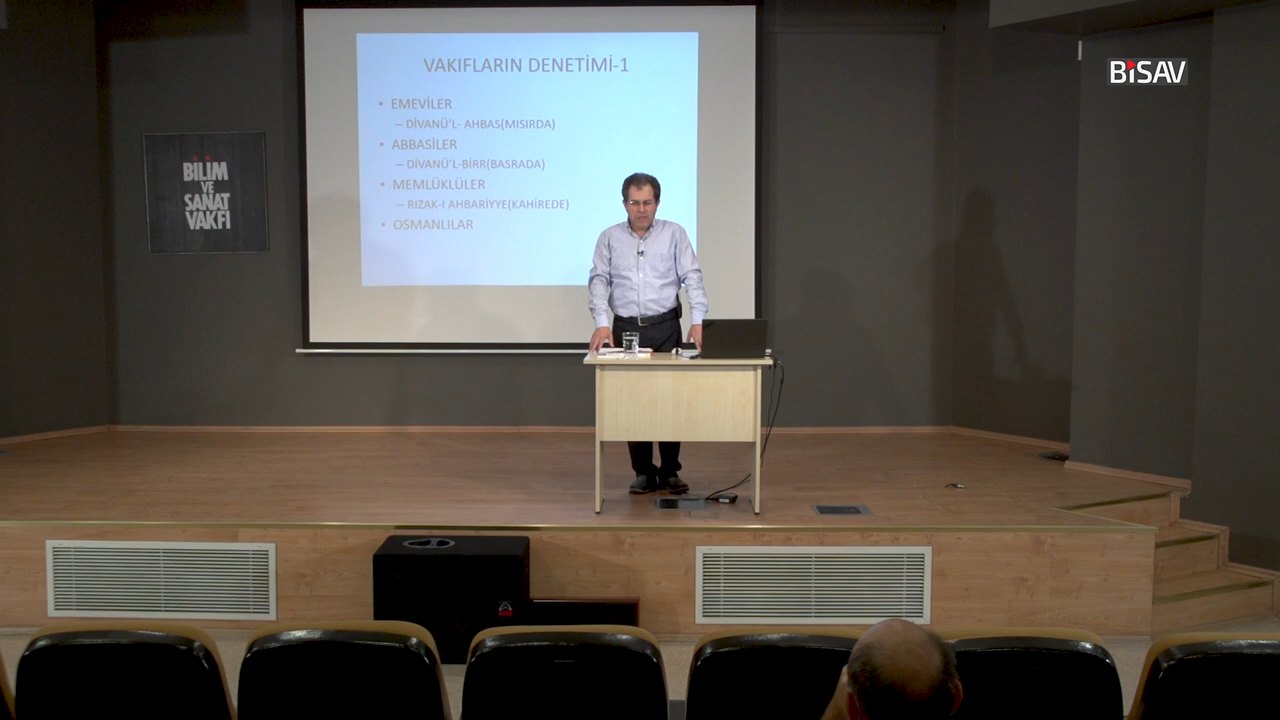 VAKIFLARIN DENETİMİ-1
• EMEVİLER
– DİVANÜ'L- AHBAS(MISIRDA)
• ABBASİLER
– DİVANÜ'L-BİRR(BASRADA)
• MEMLÜKLÜLER
– RIZAK-I AHBARİYYE(KAHİREDE)
• OSMANLILAR
BİSAV
BİLİM
VE
SANAT
VAKFI